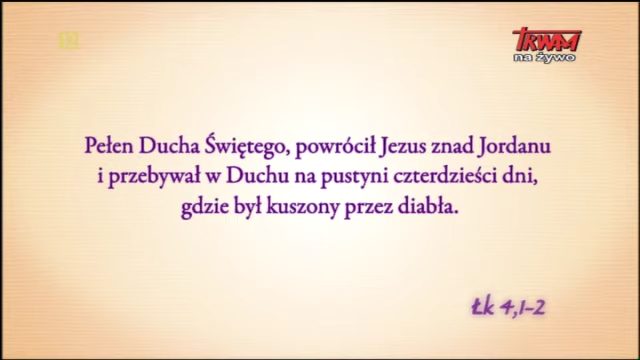 12
TRWAM
na żywo
Pełen Ducha Świętego, powrócił Jezus znad Jordanu
i przebywał w Duchu na pustyni czterdzieści dni,
gdzie był kuszony przez diabła.
Łk 4,1-2